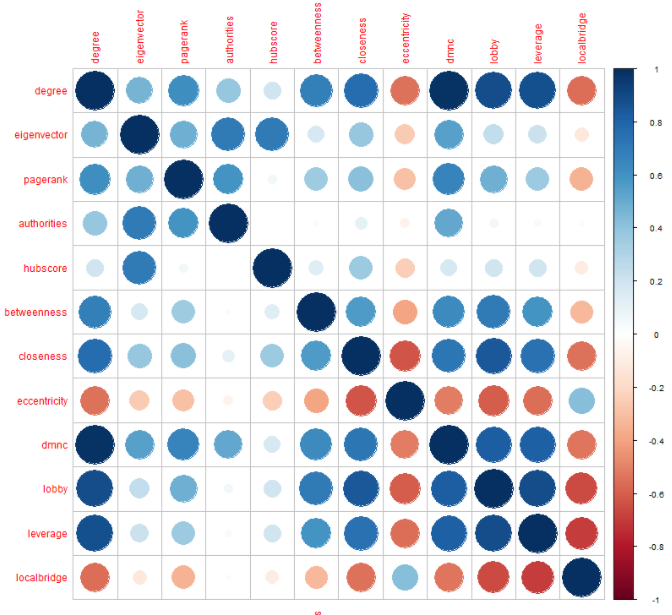 degree
eigenvector
pagerank
authorities
hubscore
betweenness
closeness
eccentricity
dmnc
lobby
leverage
localbridge
degree
eigenvector
pagerank
authorities
hubscore
betweenness
closeness
eccentricity
dmnc
lobby
leverage
localbridge
1
0.8
0.6
0.4
0.2
0
-0.2
-0.4
-0.6
-0.8
-1